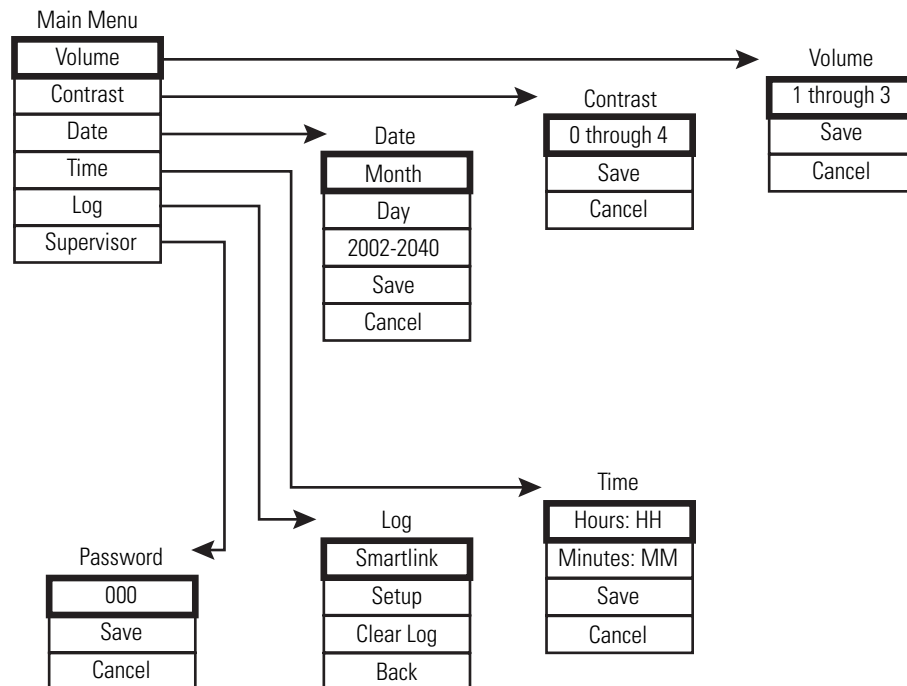 Main Menu
Volume
Contrast
Date
Time
Log
Supervisor
Volume
1 through 3
Save
Cancel
Contrast
0 through 4
Save
Cancel
Date
Month
Day
2002-2040
Save
Cancel
Time
Hours: HH
Minutes: MM
Save
Cancel
Log
Smartlink
Setup
Clear Log
Back
Password
000
Save
Cancel